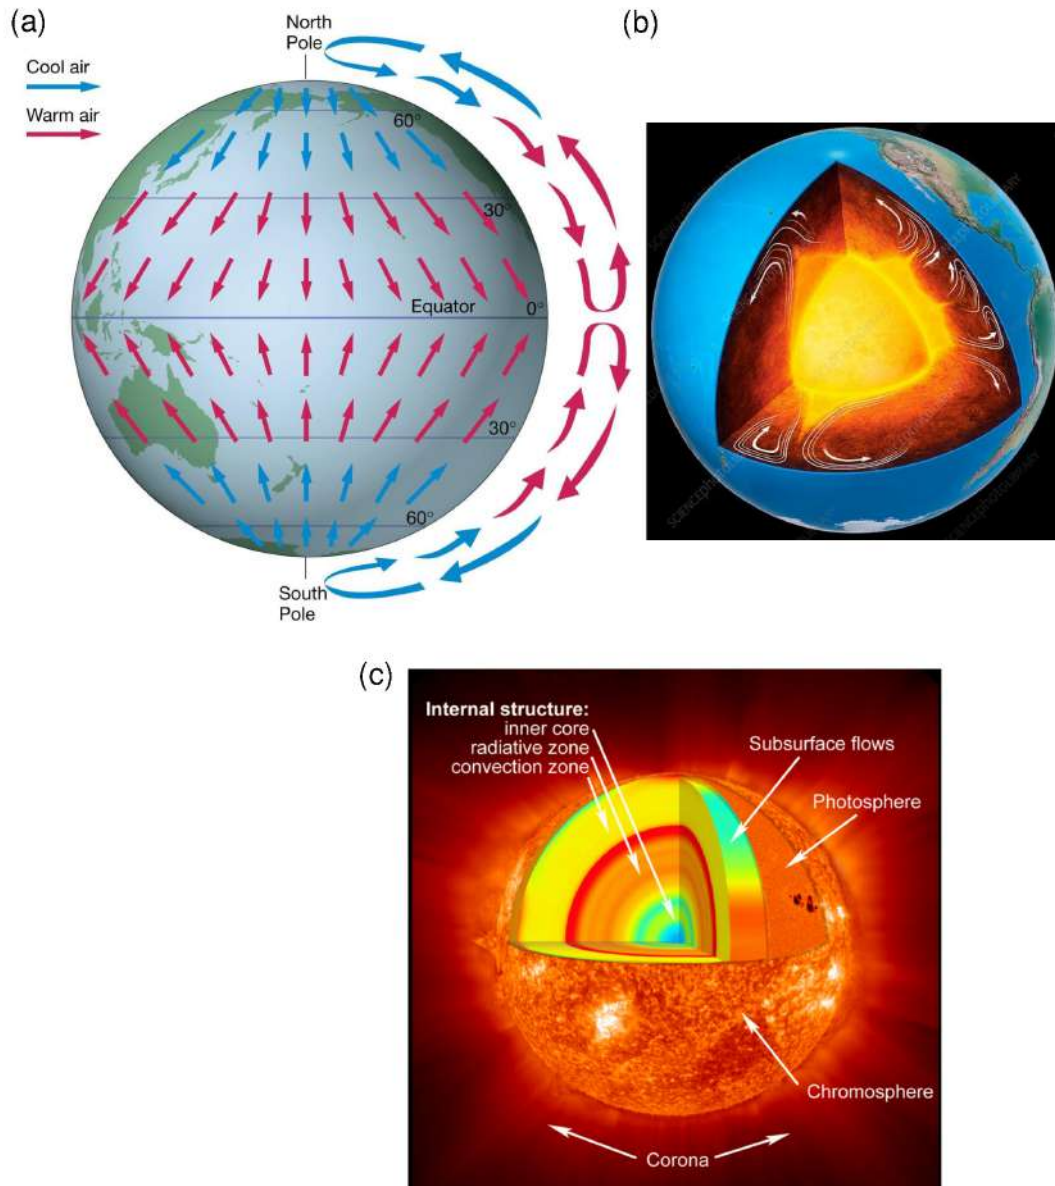 (a)
North
Pole
Cool air
Warm air
60°
30°
Equator
0°
30°
60°
South
Pole
(b)
SCIENCEphotOLIBRARY
(c)
Internal structure:
inner core
radiative zone
convection zone
Subsurface flows
Photosphere
Chromosphere
Corona